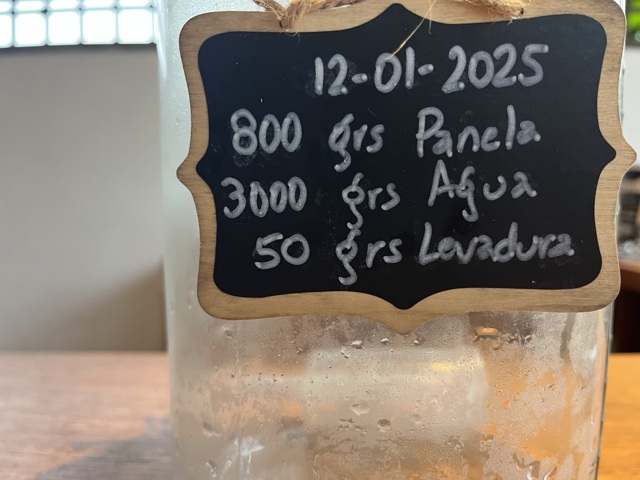 12-01-2025
800 grs Panela
3000 grs Agua
50 grs Levadura